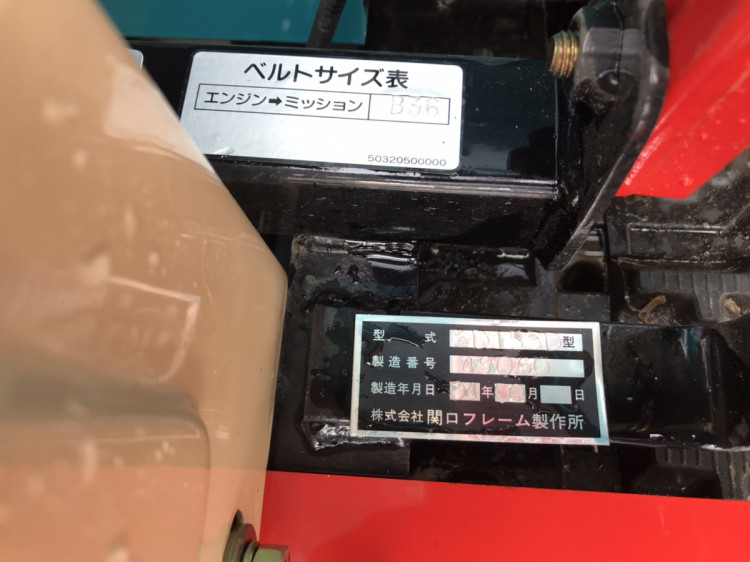 ベルトサイズ表
エンジン➡ミッション B36
50320500000
型 式 型
製造番号
製造年月日 年 月 日
株式会社 関口フレーム製作所